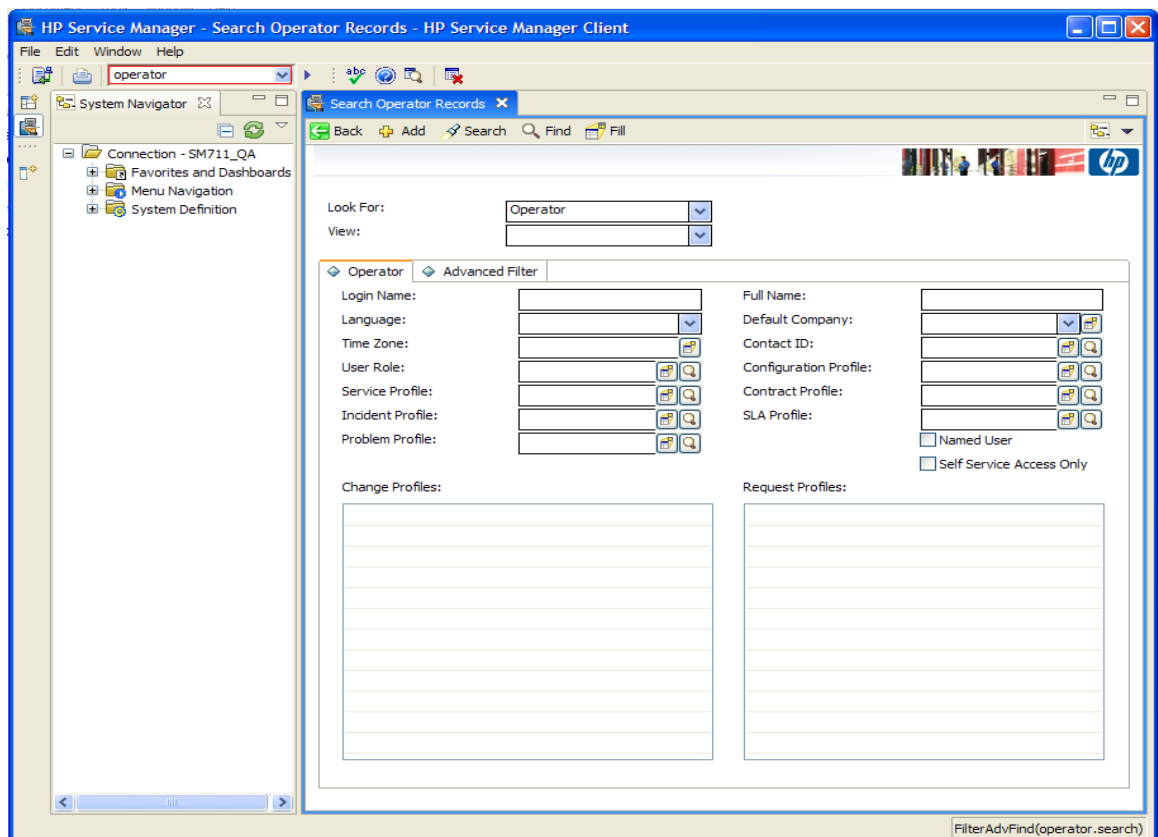 HP Service Manager - Search Operator Records - HP Service Manager Client
File Edit Window Help
operator
abc
System Navigator
Search Operator Records
Back Add Search Find Fill
Connection - SM711_QA
Favorites and Dashboards
Menu Navigation
System Definition
hp
Look For: Operator
View:
Operator Advanced Filter
Login Name: Full Name:
Language: Default Company:
Time Zone: Contact ID:
User Role: Configuration Profile:
Service Profile: Contract Profile:
Incident Profile: SLA Profile:
Problem Profile: Named User
Self Service Access Only
Change Profiles: Request Profiles:
FilterAdvFind(operator.search)